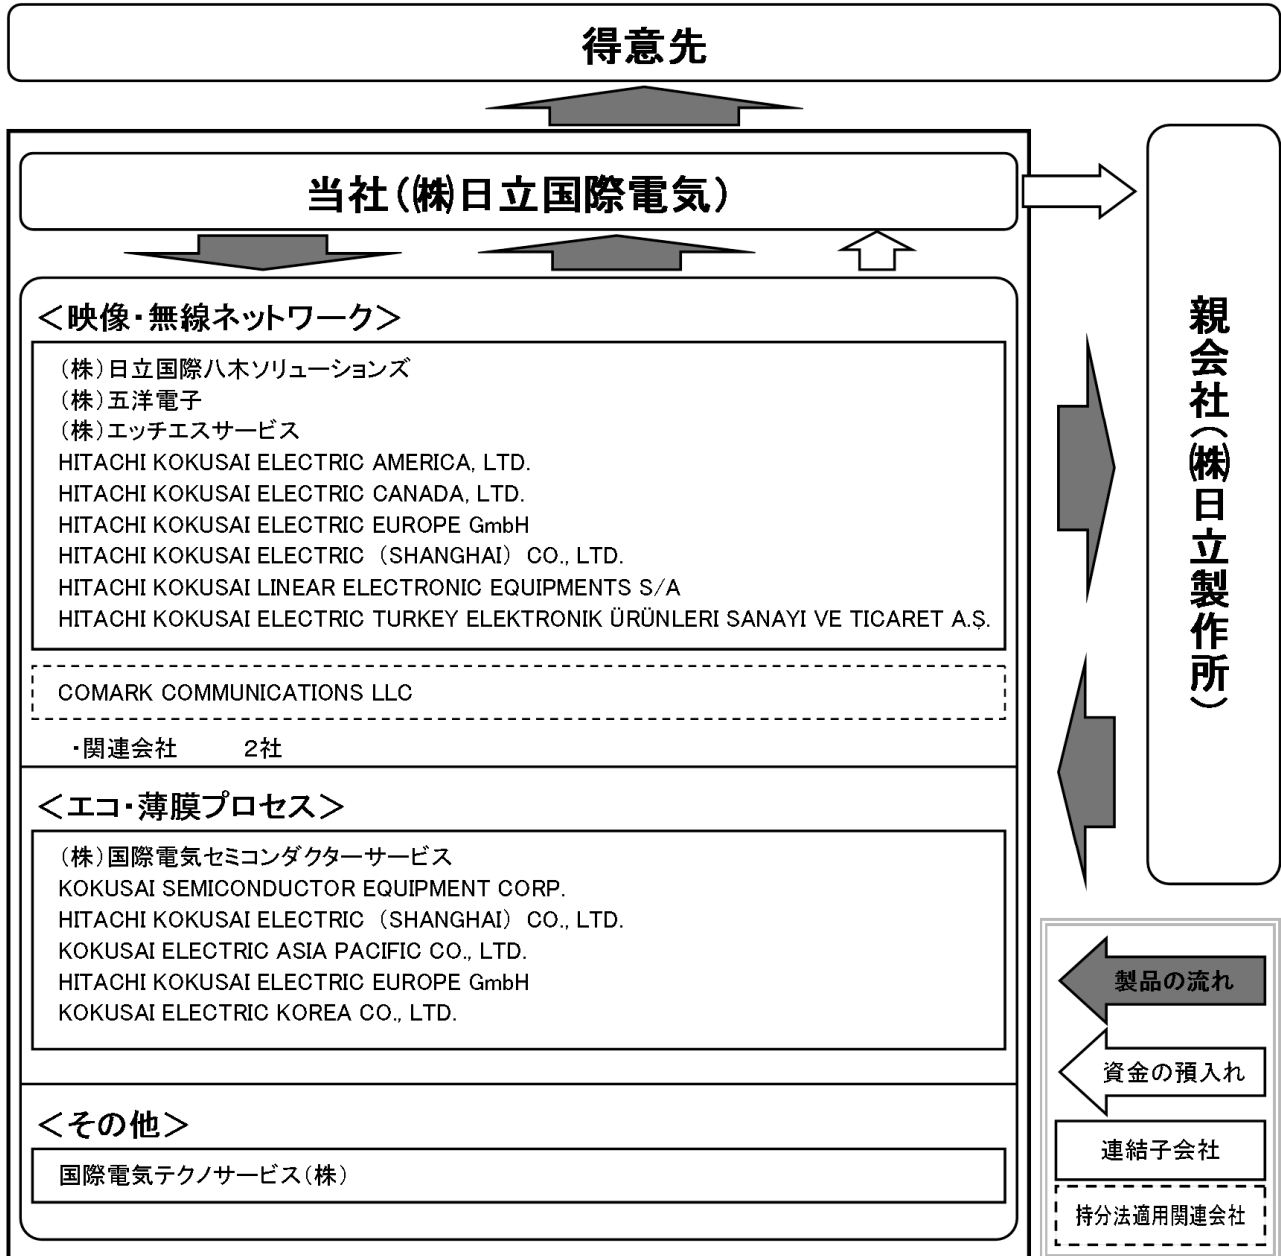 得意先
当社(㈱日立国際電気)
<映像・無線ネットワーク>
(株)日立国際八木ソリューションズ
(株)五洋電子
(株)エッチエスサービス
HITACHI KOKUSAI ELECTRIC AMERICA, LTD.
HITACHI KOKUSAI ELECTRIC CANADA, LTD.
HITACHI KOKUSAI ELECTRIC EUROPE GmbH
HITACHI KOKUSAI ELECTRIC (SHANGHAI) CO., LTD.
HITACHI KOKUSAI LINEAR ELECTRONIC EQUIPMENTS S/A
HITACHI KOKUSAI ELECTRIC TURKEY ELEKTRONIK ÜRÜNLERI SANAYI VE TICARET A.Ş.
COMARK COMMUNICATIONS LLC
・関連会社 2社
<エコ・薄膜プロセス>
(株)国際電気セミコンダクターサービス
KOKUSAI SEMICONDUCTOR EQUIPMENT CORP.
HITACHI KOKUSAI ELECTRIC (SHANGHAI) CO., LTD.
KOKUSAI ELECTRIC ASIA PACIFIC CO., LTD.
HITACHI KOKUSAI ELECTRIC EUROPE GmbH
KOKUSAI ELECTRIC KOREA CO., LTD.
<その他>
国際電気テクノサービス(株)
親会社(㈱日立製作所)
製品の流れ
資金の預入れ
連結子会社
持分法適用関連会社